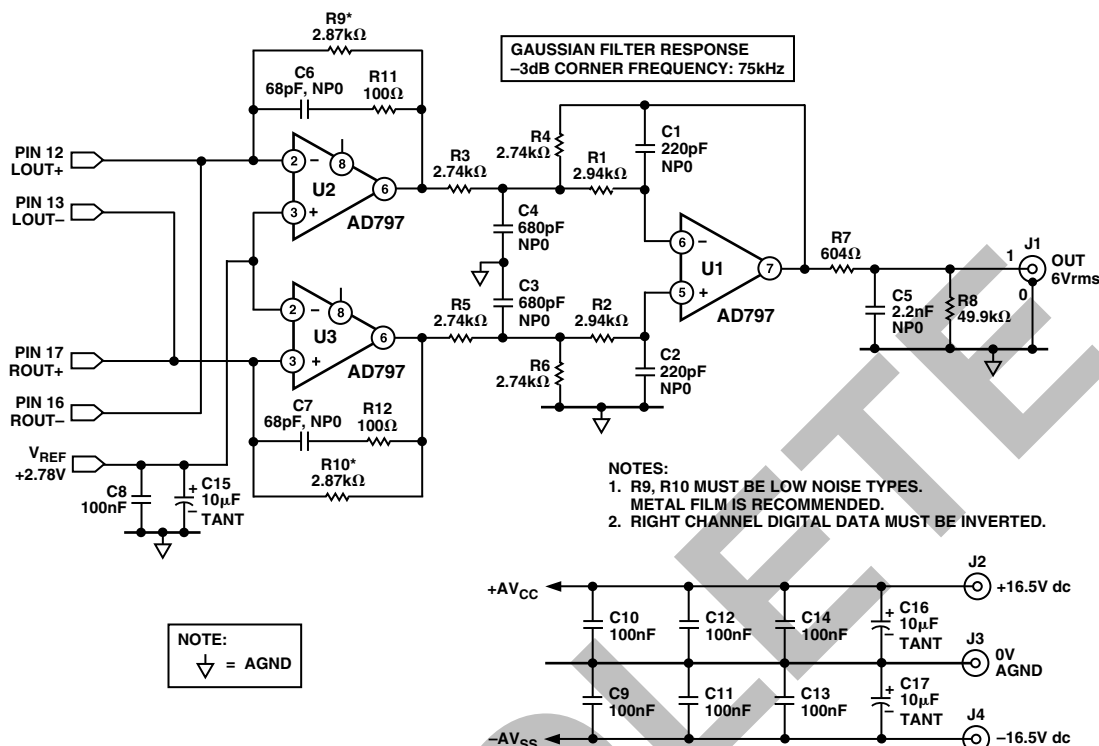 R9*
2.87kΩ
C6
68pF, NP0
R11
100Ω
GAUSSIAN FILTER RESPONSE
–3dB CORNER FREQUENCY: 75kHz
PIN 12
LOUT+
2
–
8
U2
6
3
+
AD797
R3
2.74kΩ
R4
2.74kΩ
R1
2.94kΩ
C1
220pF
NP0
PIN 13
LOUT–
C4
680pF
NP0
6
–
U1
7
5
+
AD797
R7
604Ω
J1
1
OUT
6Vrms
0
C3
680pF
NP0
C5
2.2nF
NP0
R8
49.9kΩ
2
–
8
U3
6
3
+
AD797
R5
2.74kΩ
R2
2.94kΩ
PIN 17
ROUT+
R6
2.74kΩ
C2
220pF
NP0
PIN 16
ROUT–
C7
68pF, NP0
R12
100Ω
VREF
+2.78V
R10*
2.87kΩ
C8
100nF
+
C15
10µF
–
TANT
NOTES:
1. R9, R10 MUST BE LOW NOISE TYPES.
METAL FILM IS RECOMMENDED.
2. RIGHT CHANNEL DIGITAL DATA MUST BE INVERTED.
+AVCC
J2
+16.5V dc
C10
100nF
C12
100nF
C14
100nF
+
C16
10µF
–
TANT
J3
0V
AGND
C9
100nF
C11
100nF
C13
100nF
+
C17
10µF
–
TANT
–AVSS
J4
–16.5V dc
NOTE:
= AGND
OLETE